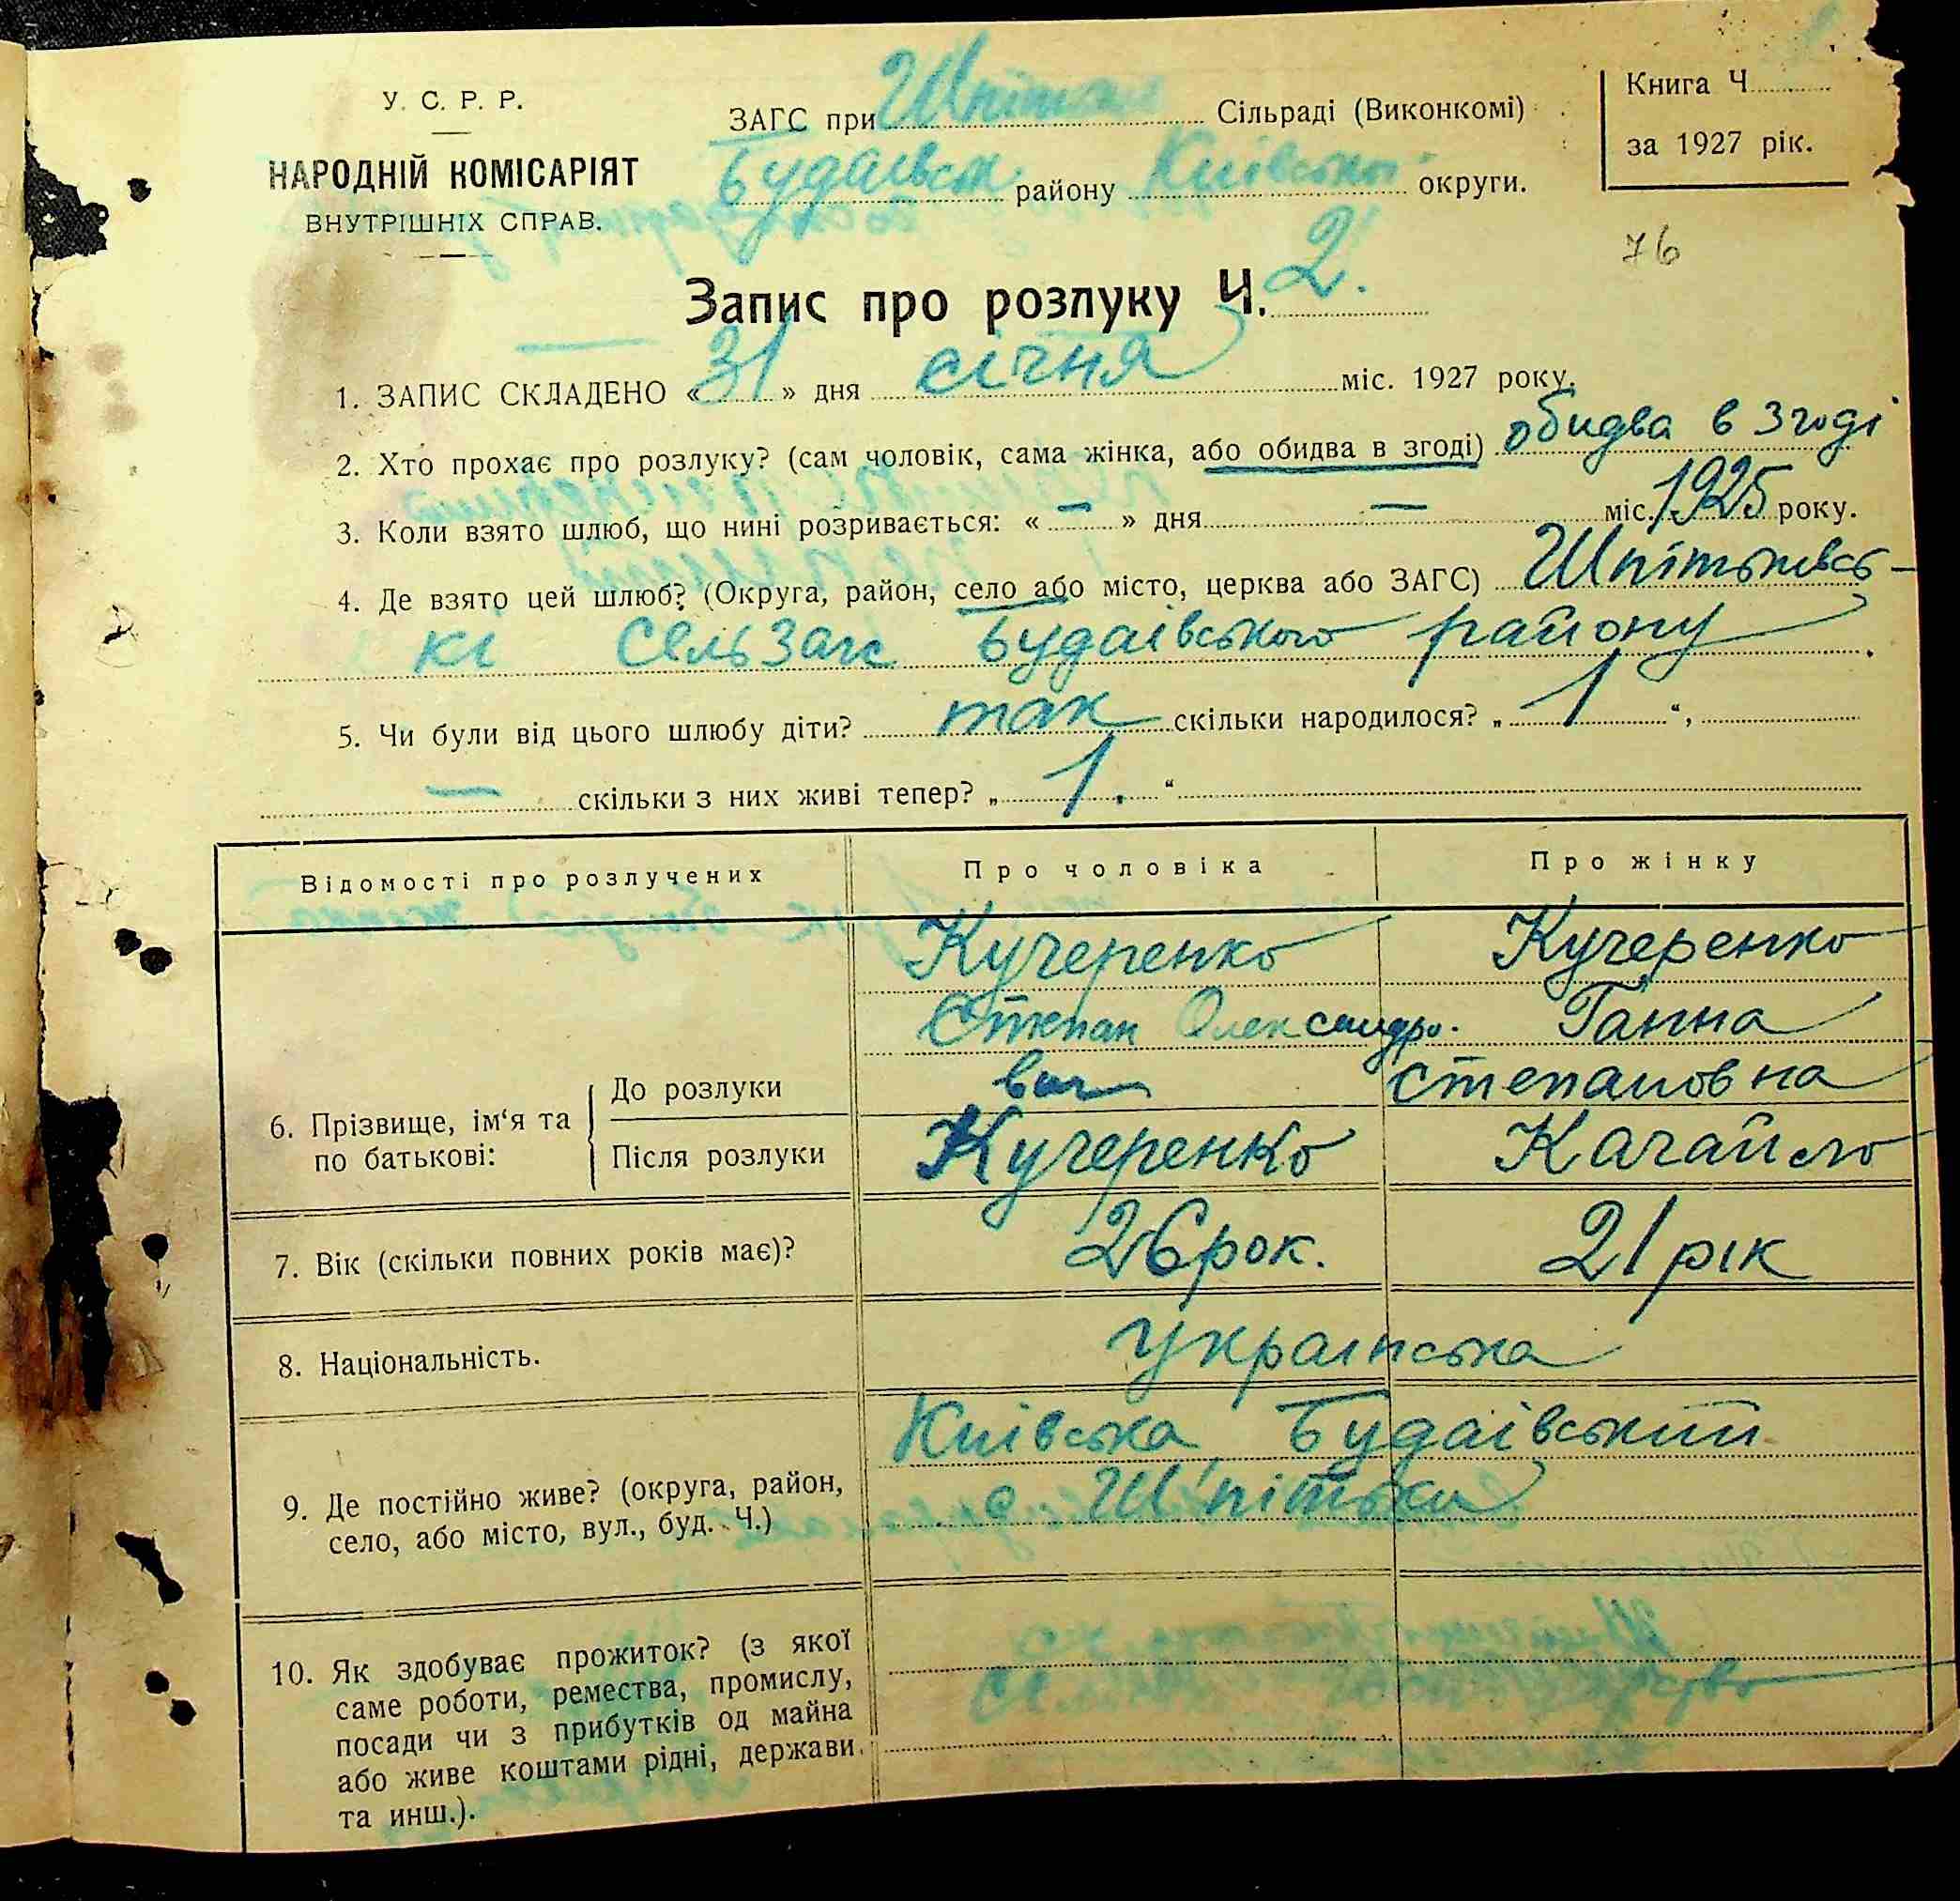 У. С. Р. Р.
НАРОДНІЙ КОМІСАРІЯТ
ВНУТРІШНІХ СПРАВ.
ЗАГС при Шпітьк Сільраді (Виконкомі)
Будаївськ району Київської округи.
Книга Ч.
за 1927 рік.
76
Запис про розлуку Ч. 2.
1. ЗАПИС СКЛАДЕНО «31» дня січня міс. 1927 року.
2. Хто прохає про розлуку? (сам чоловік, сама жінка, або обидва в згоді) обидва в згоді
3. Коли взято шлюб, що нині розривається: « — » дня — міс. 1925 року.
4. Де взято цей шлюб? (Округа, район, село або місто, церква або ЗАГС) Шпітьківсь-
кі СельЗагс Будаівського району
5. Чи були від цього шлюбу діти? так скільки народилося? „ 1 “,
— скільки з них живі тепер? „ 1. “
Відомості про розлучених Про чоловіка Про жінку
Кучеренко Кучеренко
Степан Олександро- Ганна
вич степановна
6. Прізвище, ім‘я та по батькові:
До розлуки
Після розлуки Кучеренко Качайло
7. Вік (скільки повних років має)? 26 рок. 21 рік
8. Національність. Українська
9. Де постійно живе? (округа, район, Київська Будаівський
село, або місто, вул., буд. Ч.) с Шпітьки
10. Як здобуває прожиток? (з якої
саме роботи, ремества, промислу,
посади чи з прибутків од майна
або живе коштами рідні, держави
та инш.).